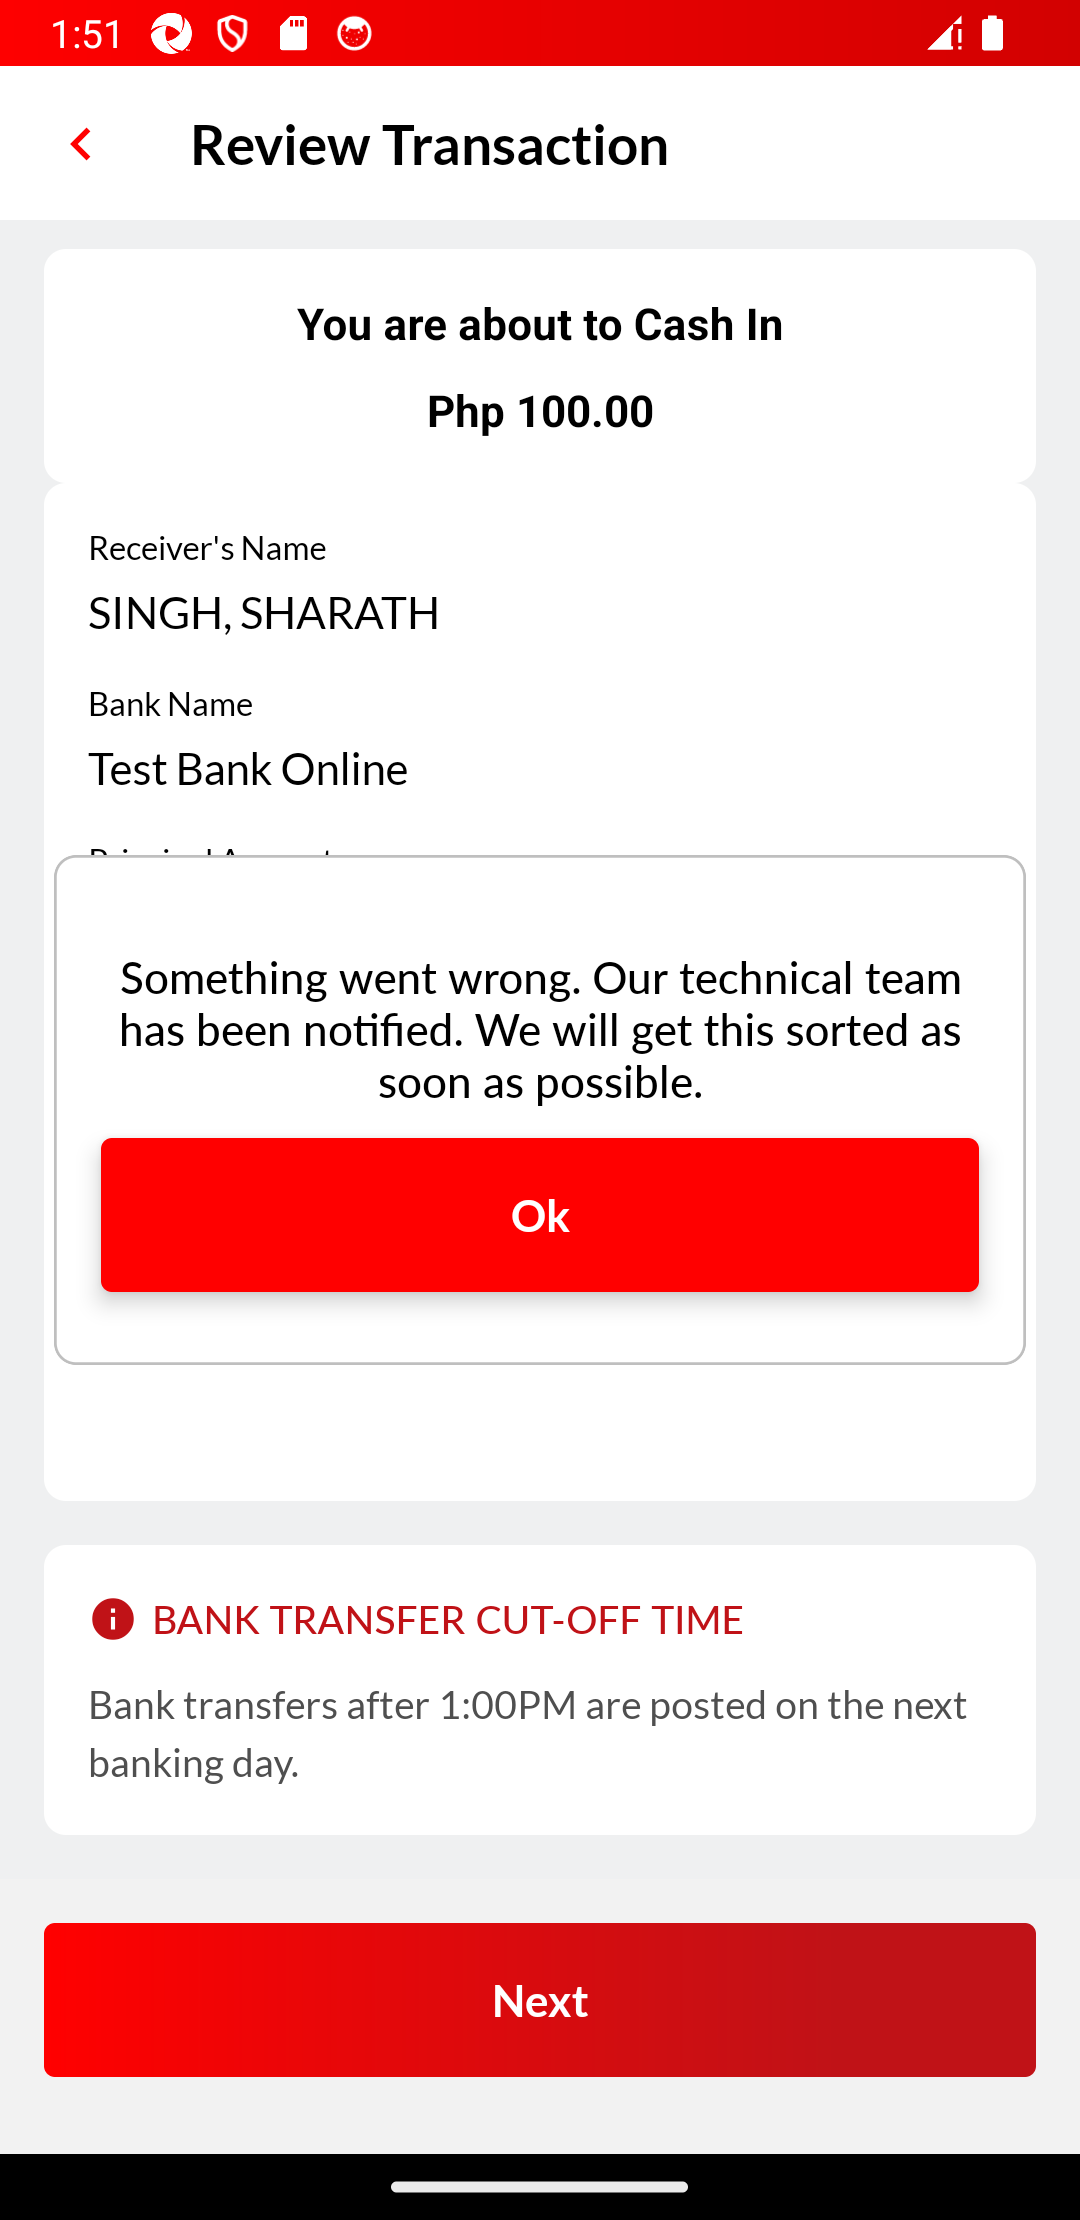 1:51
Review Transaction
You are about to Cash In
Php 100.00
Receiver's Name
SINGH, SHARATH
Bank Name
Test Bank Online
Something went wrong. Our technical team
has been notified. We will get this sorted as
soon as possible.
Ok
BANK TRANSFER CUT-OFF TIME
Bank transfers after 1:00PM are posted on the next
banking day.
Next